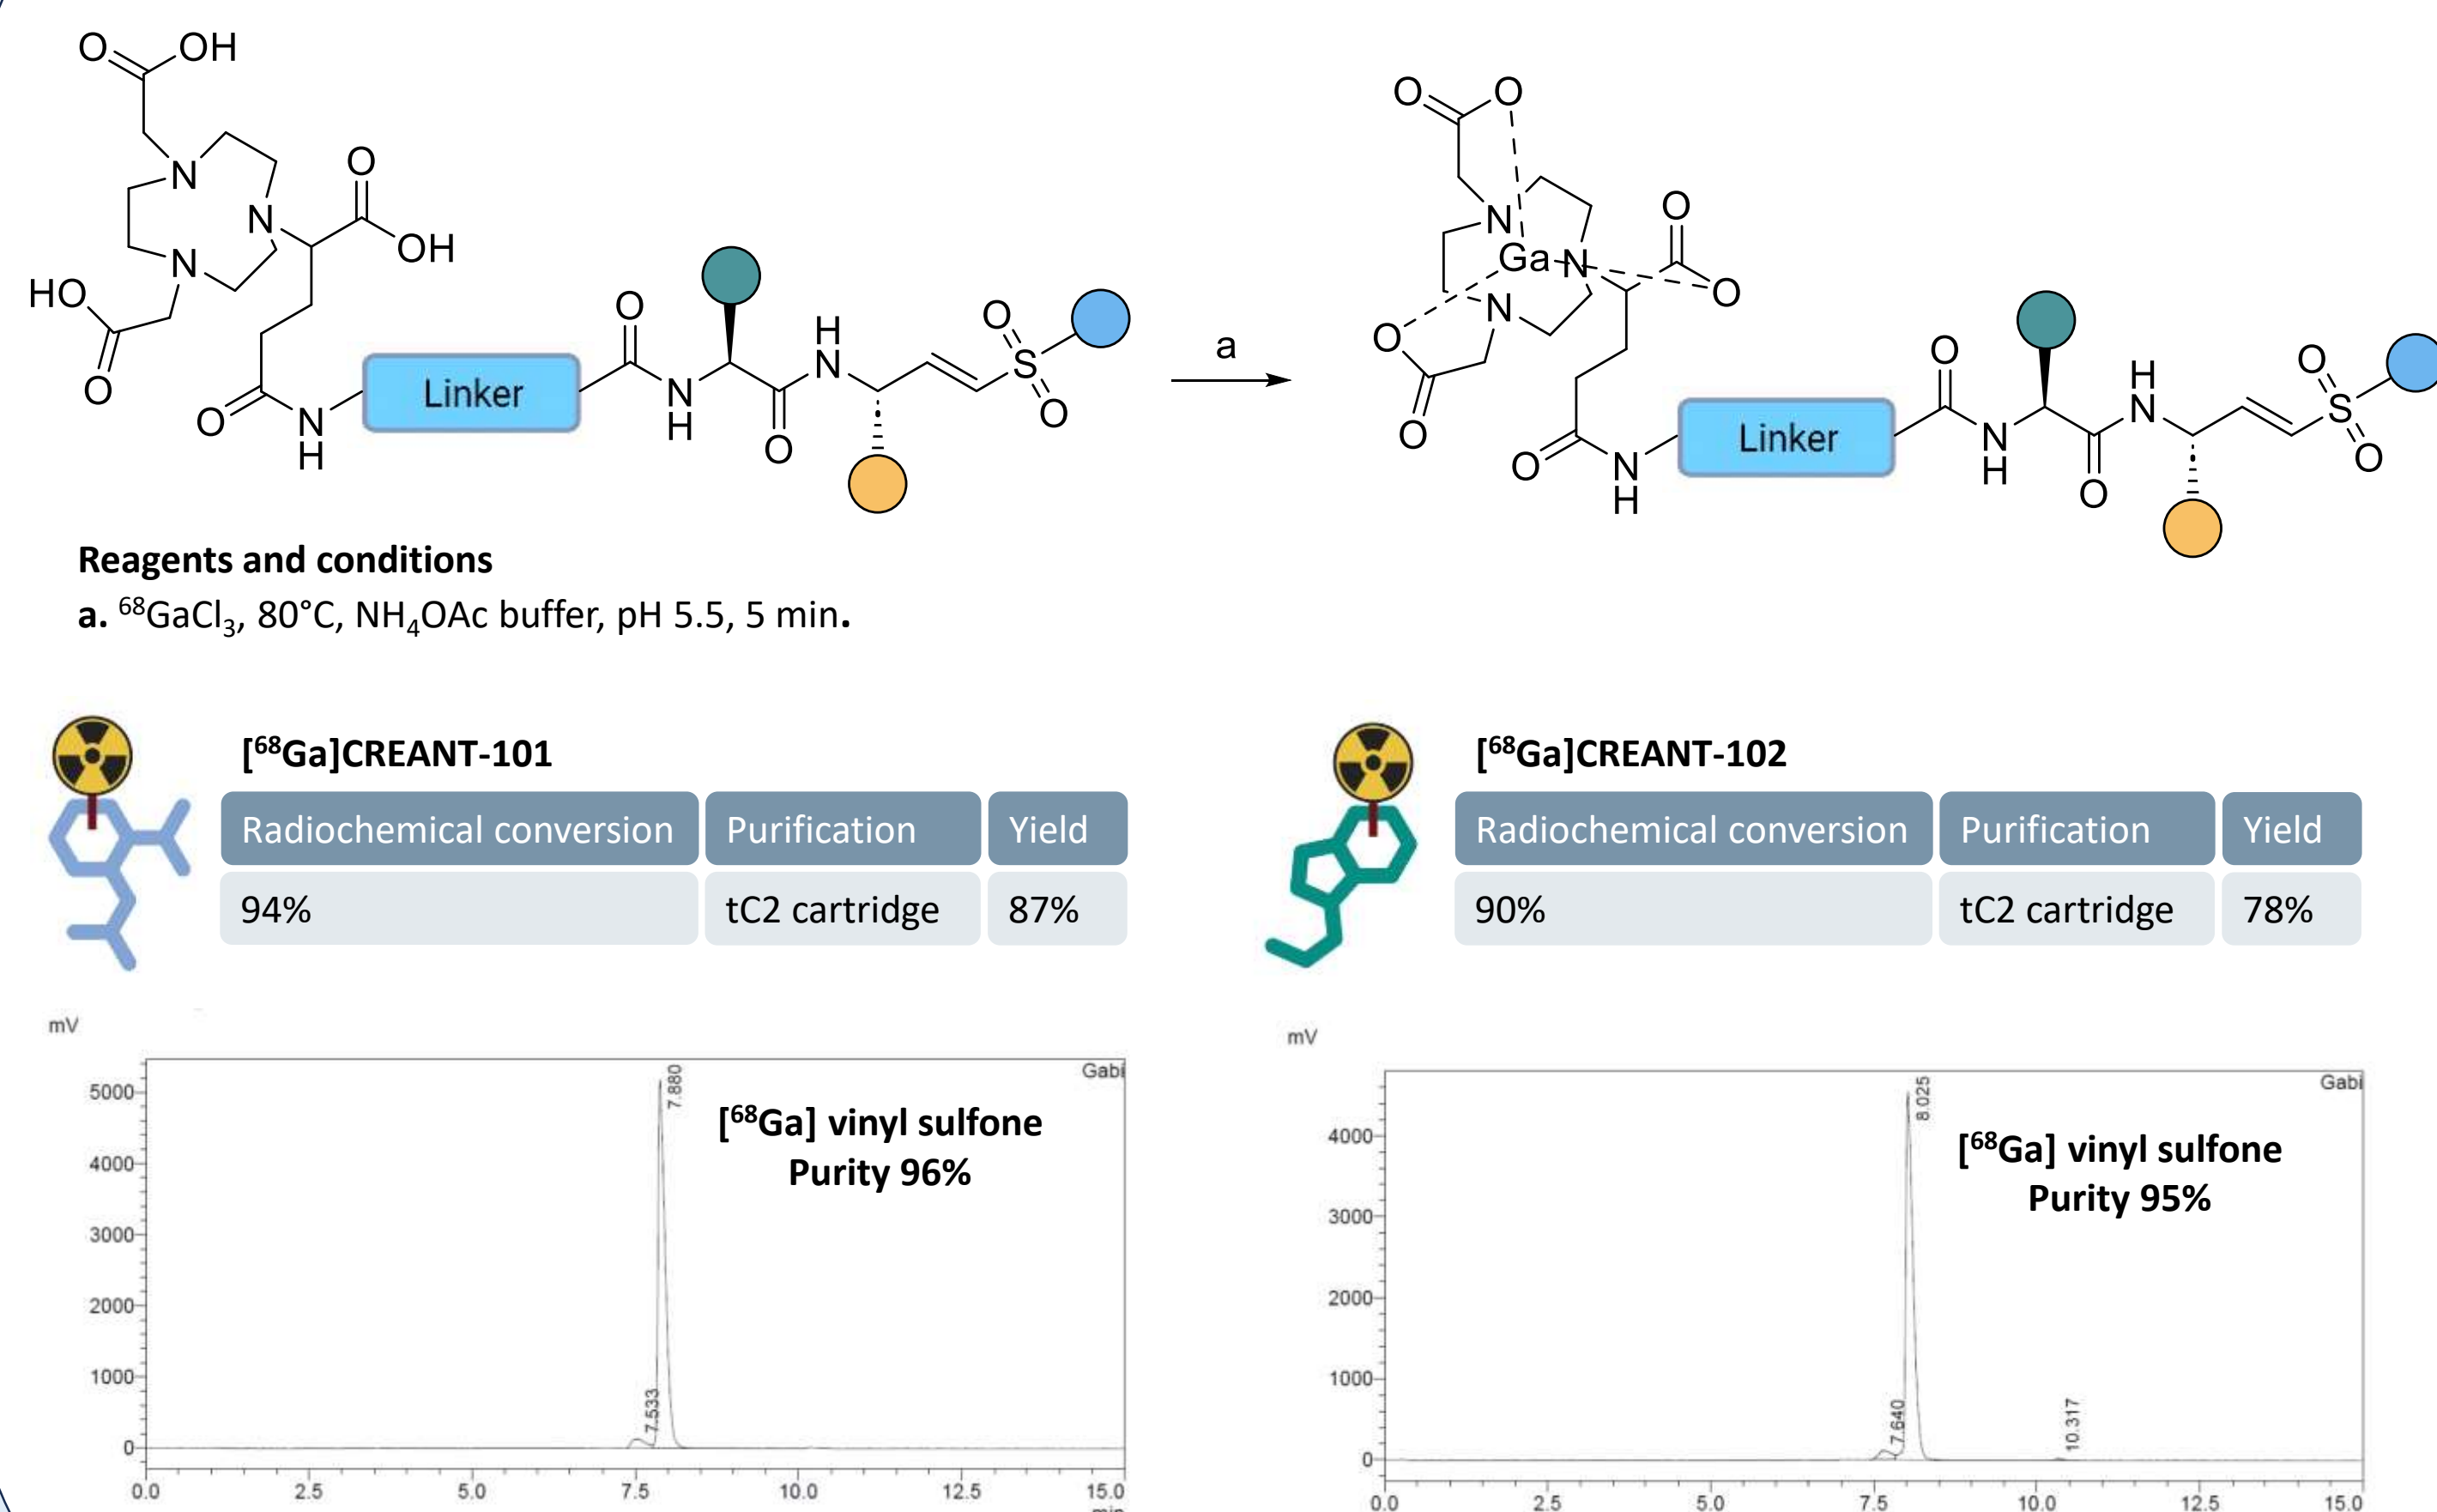 O OH
N
O
N
OH
N
HO
O
O
N
H
Linker
O
N
H
O
H
N
O
S
O
a
O O
N
O
Ga N
O
N
O
O
O
N
H
Linker
O
N
H
O
H
N
O
S
O
Reagents and conditions
a. ⁶⁸GaCl₃, 80°C, NH₄OAc buffer, pH 5.5, 5 min.
[⁶⁸Ga]CREANT-101
Radiochemical conversion Purification Yield
94% tC2 cartridge 87%
[⁶⁸Ga]CREANT-102
Radiochemical conversion Purification Yield
90% tC2 cartridge 78%
mV
Gabi
5000
4000
3000
2000
1000
0
7.533
7.880
[⁶⁸Ga] vinyl sulfone
Purity 96%
0.0 2.5 5.0 7.5 10.0 12.5 15.0
min
mV
Gabi
4000
3000
2000
1000
0
7.640
8.025
10.317
[⁶⁸Ga] vinyl sulfone
Purity 95%
0.0 2.5 5.0 7.5 10.0 12.5 15.0